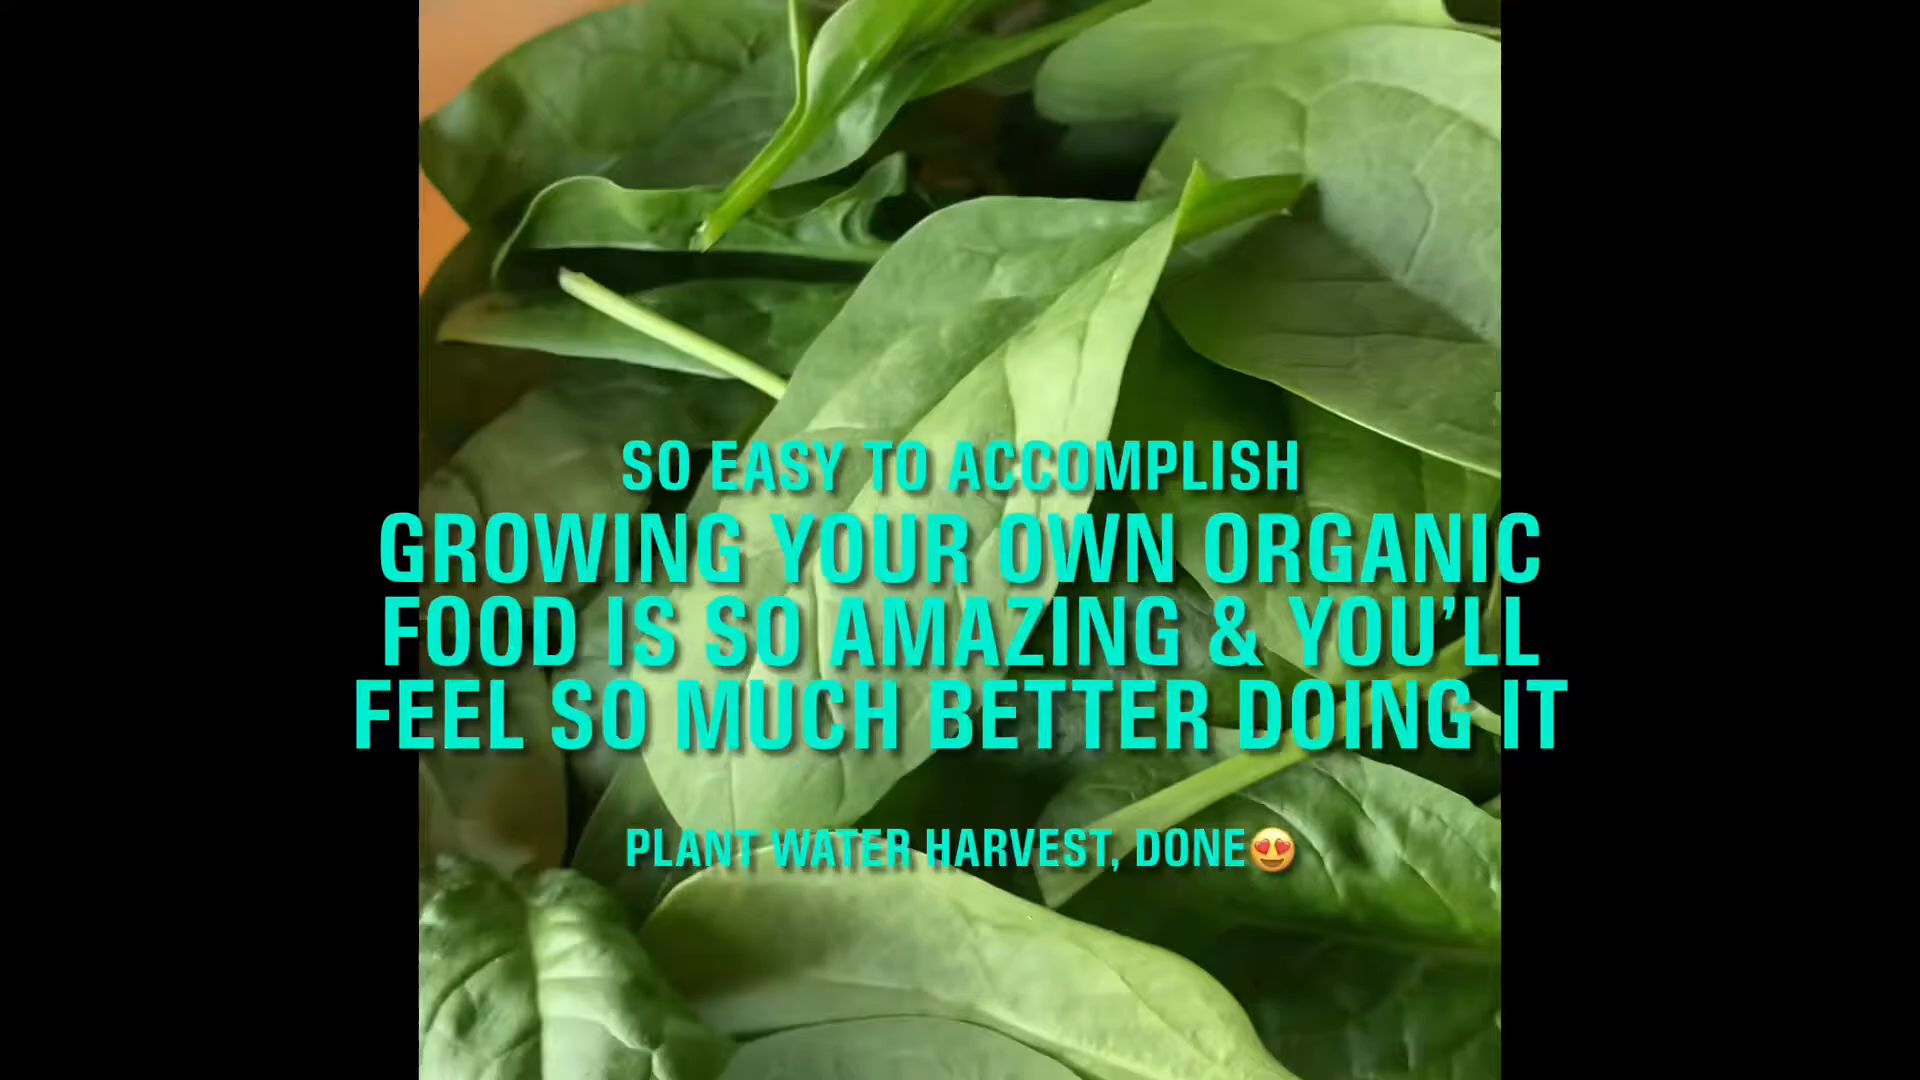 SO EASY TO ACCOMPLISH
GROWING YOUR OWN ORGANIC
FOOD IS SO AMAZING & YOU’LL
FEEL SO MUCH BETTER DOING IT
PLANT WATER HARVEST, DONE😍